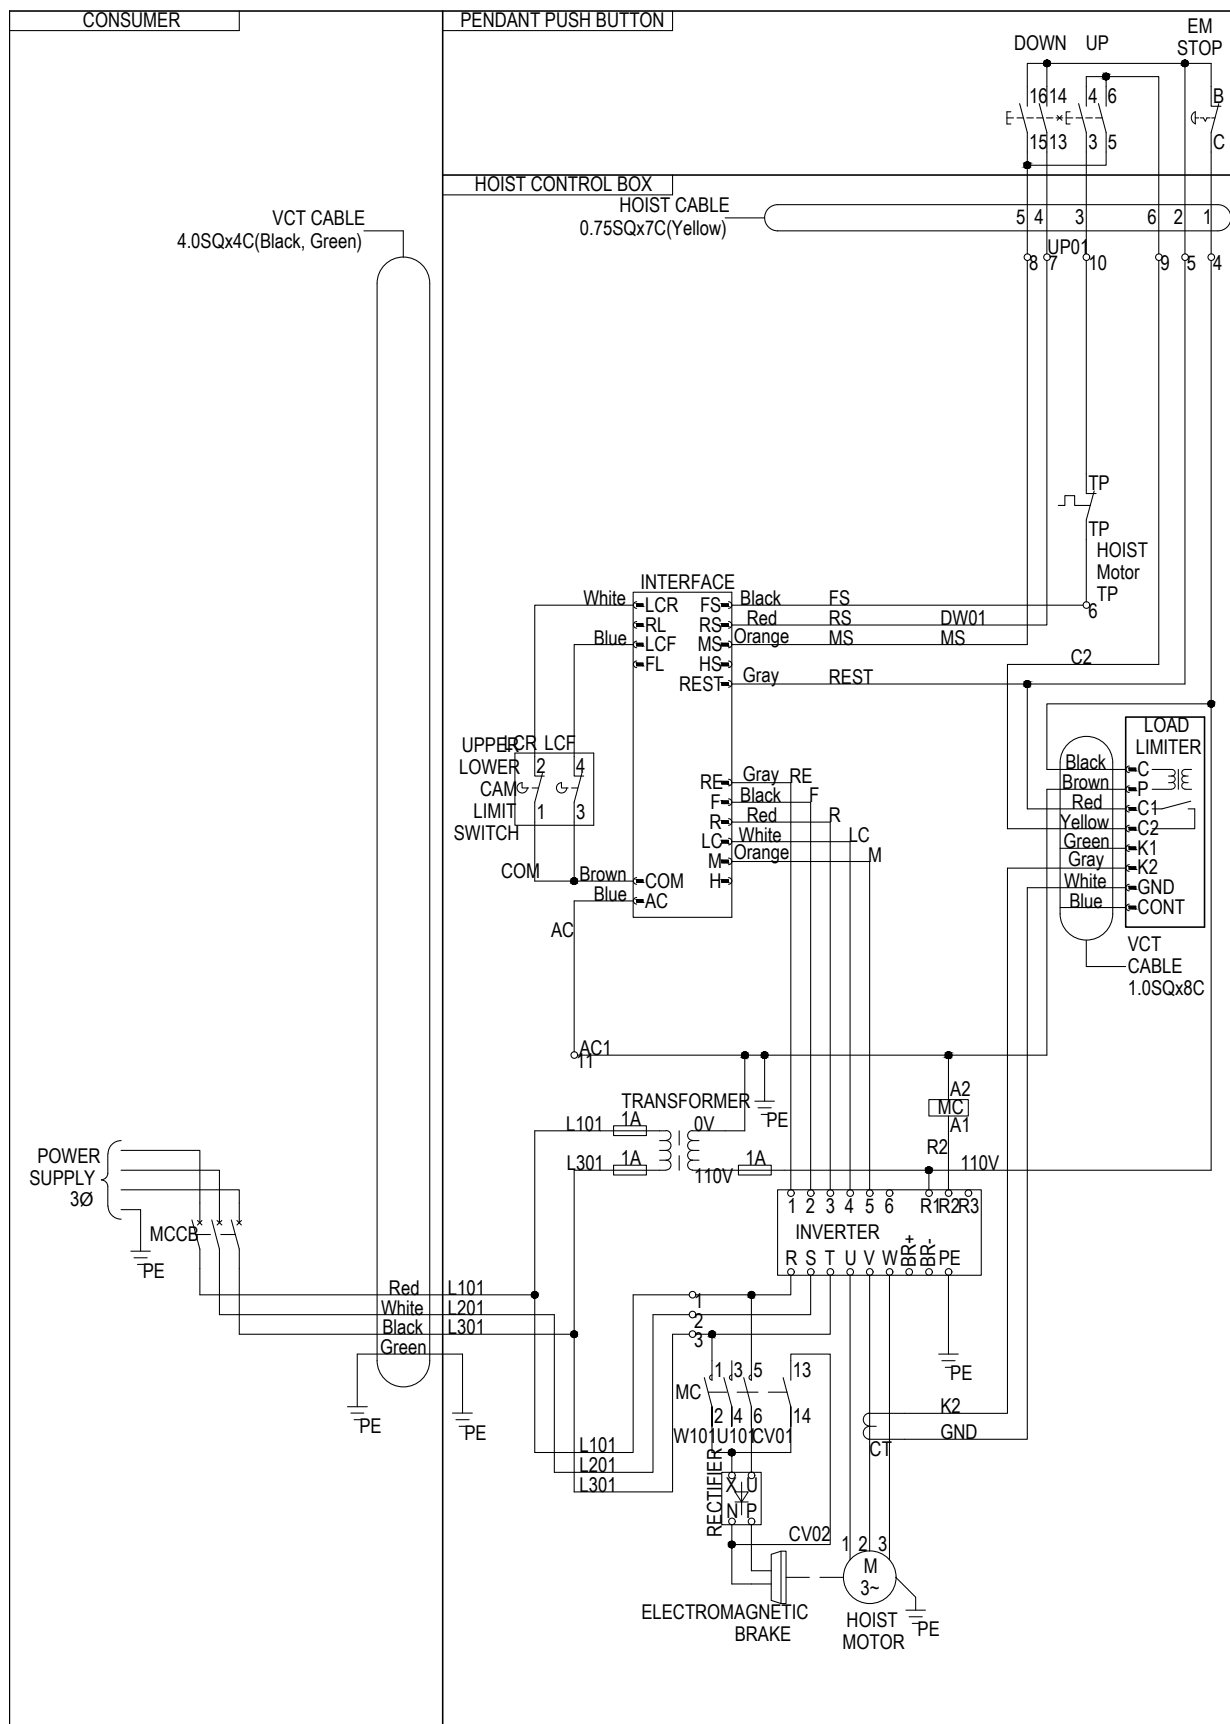 CONSUMER
PENDANT PUSH BUTTON
DOWN UP
EM
STOP
16 14 4 6 B
15 13 3 5 C
HOIST CONTROL BOX
VCT CABLE
4.0SQx4C(Black, Green)
HOIST CABLE
0.75SQx7C(Yellow)
5 4 3 6 2 1
UP01
8 7 10 9 5 4
TP
TP
HOIST
Motor
TP
6
INTERFACE
White LCR FS Black FS
RL RS Red RS DW01
Blue LCF MS Orange MS MS
FL HS
C2
REST Gray REST
LOAD
LIMITER
UPPER
LOWER
CAM
LIMIT
SWITCH
LCR LCF
2 4
1 3
Black C
Brown P
Red C1
Yellow C2
Green K1
Gray K2
White GND
Blue CONT
RE Gray RE
F Black F
R Red R
LC White LC
M Orange M
H
COM Brown COM
Blue AC
AC
VCT
CABLE
1.0SQx8C
AC1
11
TRANSFORMER
PE
A2
MC
A1
L101 1A 0V
R2
L301 1A 110V 1A 110V
POWER
SUPPLY
3Ø
MCCB
PE
1 2 3 4 5 6 R1 R2 R3
INVERTER
R S T U V W BR+ BR- PE
Red L101
White L201
Black L301
Green
1
2
3
PE
PE
PE
MC
1 3 5 13
2 4 6 14
W101 U101 CV01
K2
GND
CT
L101
L201
L301
RECTIFIER
X U
N P
CV02
1 2 3
M
3~
ELECTROMAGNETIC
BRAKE
HOIST
MOTOR
PE